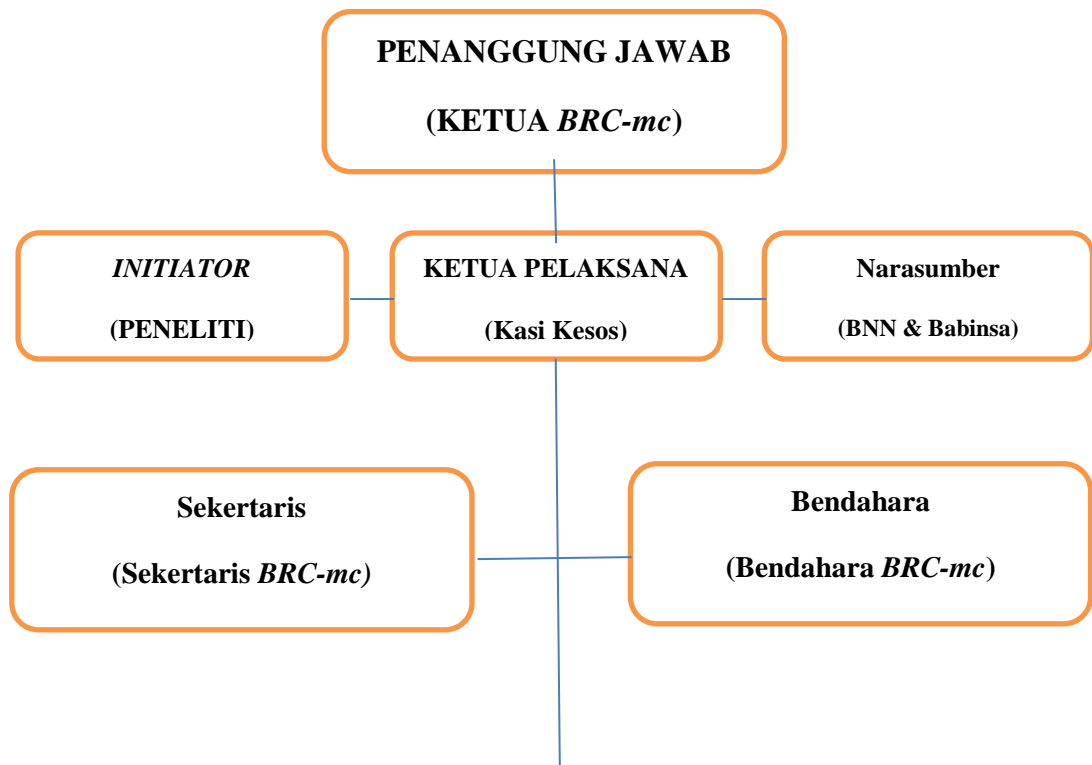 PENANGGUNG JAWAB
(KETUA BRC-mc)
INITIATOR
(PENELITI)
KETUA PELAKSANA
(Kasi Kesos)
Narasumber
(BNN & Babinsa)
Sekertaris
(Sekertaris BRC-mc)
Bendahara
(Bendahara BRC-mc)